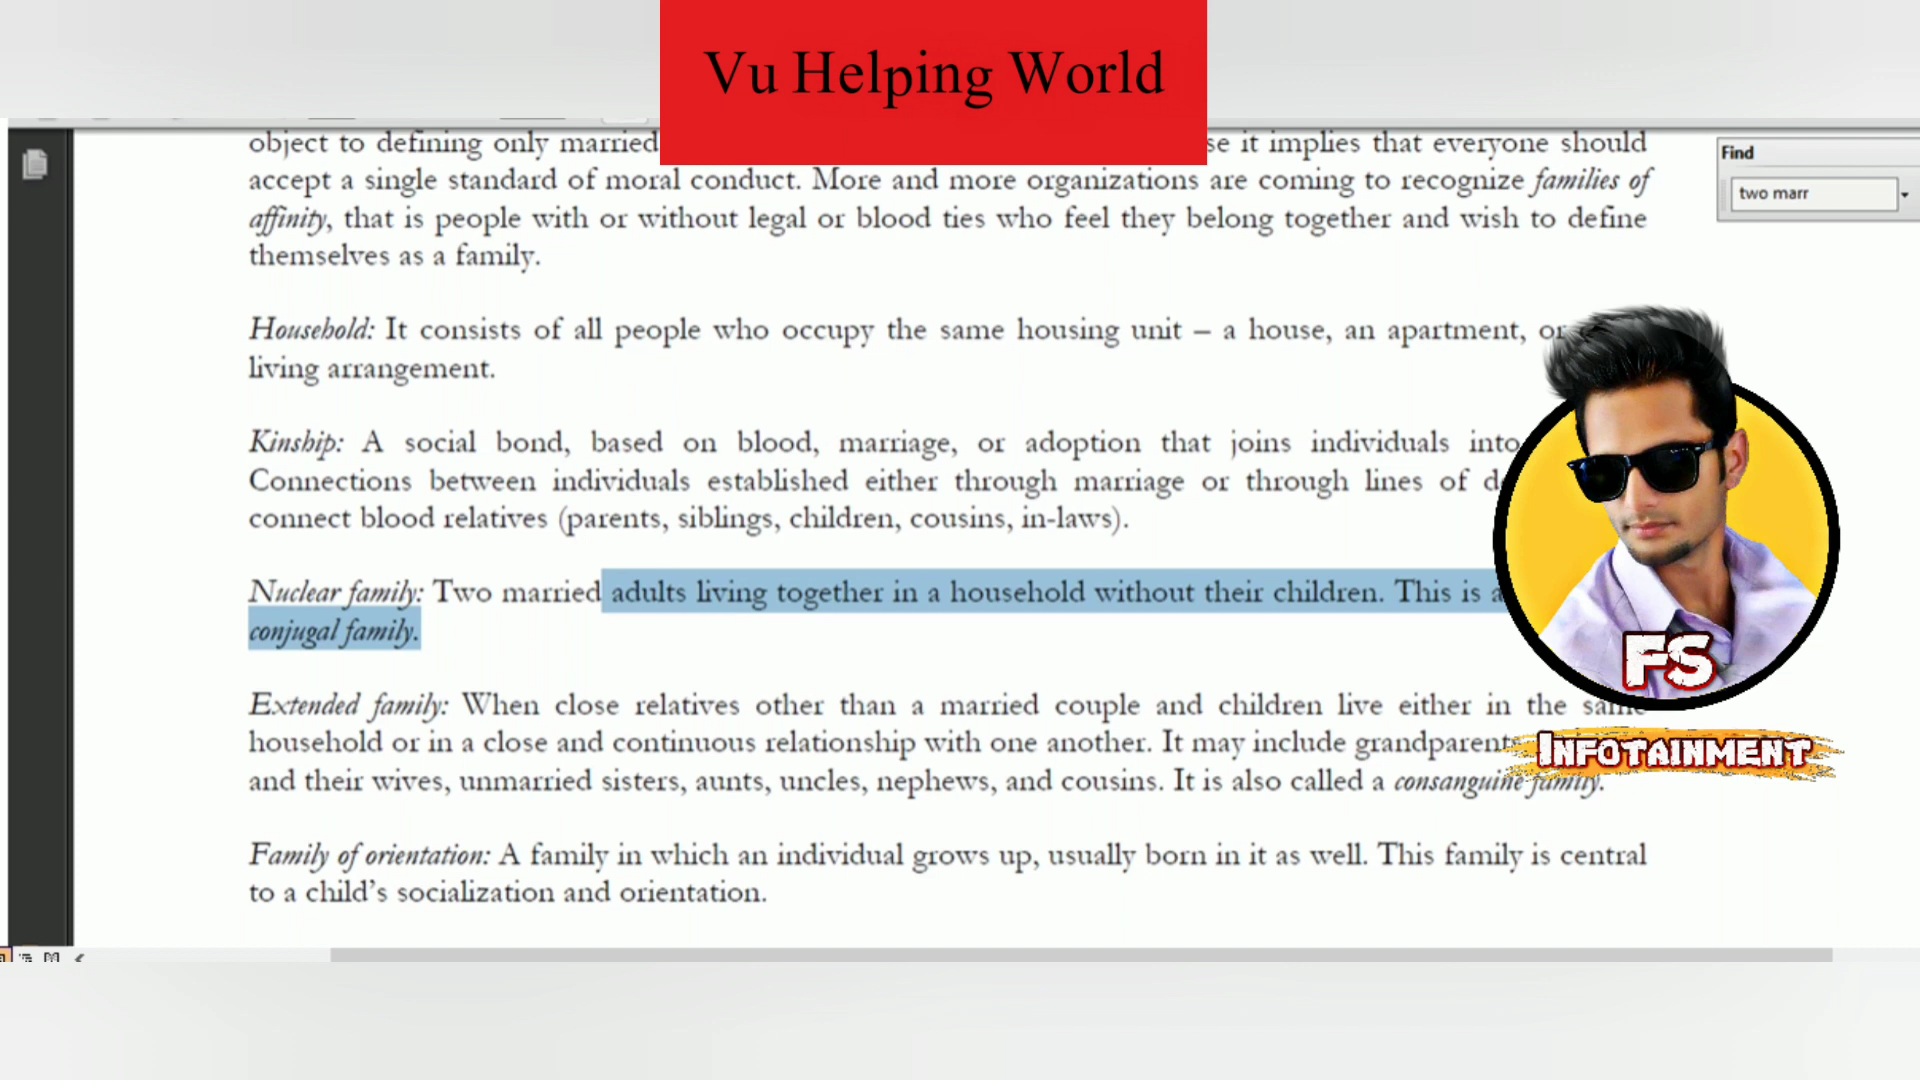 Vu Helping World
object to defining only married
se it implies that everyone should
accept a single standard of moral conduct. More and more organizations are coming to recognize families of
affinity, that is people with or without legal or blood ties who feel they belong together and wish to define
themselves as a family.
Find
two marr
Household: It consists of all people who occupy the same housing unit – a house, an apartment, or
living arrangement.
Kinship: A social bond, based on blood, marriage, or adoption that joins individuals into
Connections between individuals established either through marriage or through lines of
connect blood relatives (parents, siblings, children, cousins, in-laws).
Nuclear family: Two married adults living together in a household without their children. This is
conjugal family.
Extended family: When close relatives other than a married couple and children live either in the same
household or in a close and continuous relationship with one another. It may include grandparents
and their wives, unmarried sisters, aunts, uncles, nephews, and cousins. It is also called a consanguine family.
Family of orientation: A family in which an individual grows up, usually born in it as well. This family is central
to a child's socialization and orientation.
FS
INFOTAINMENT